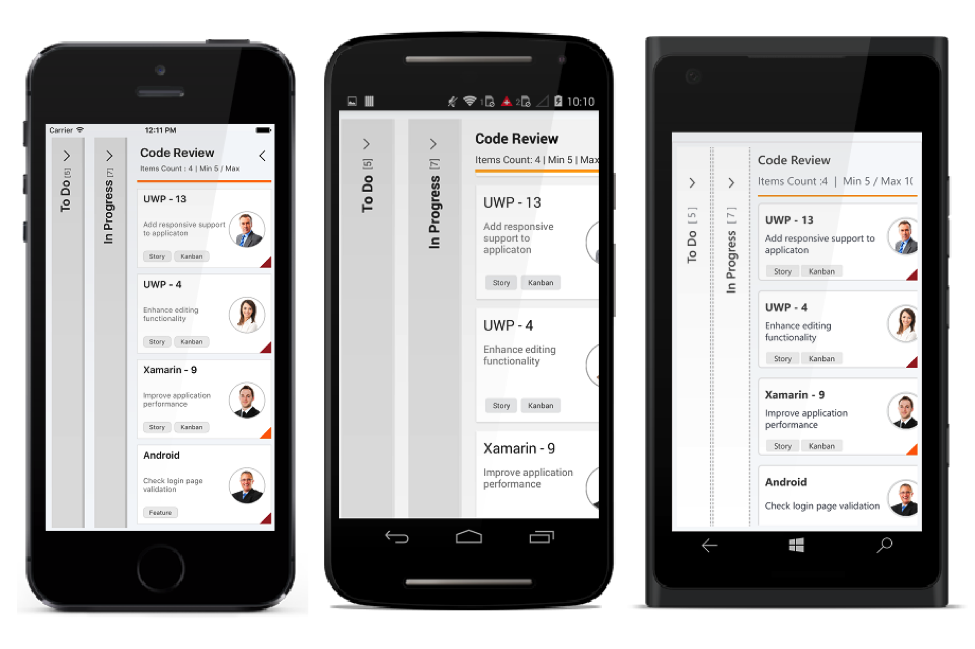 Carrier
12:11 PM
To Do [5]
In Progress [7]
Code Review
Items Count : 4 | Min 5 / Max
UWP - 13
Add responsive support
to applicaton
Story Kanban
UWP - 4
Enhance editing
functionality
Story Kanban
Xamarin - 9
Improve application
performance
Story Kanban
Android
Check login page
validation
Feature
1 2 10:10
To Do [5]
In Progress [7]
Code Review
Items Count: 4 | Min 5 | Max
UWP - 13
Add responsive
support to
applicaton
Story Kanban
UWP - 4
Enhance editing
functionality
Story Kanban
Xamarin - 9
Improve application
performance
To Do [ 5 ]
In Progress [ 7 ]
Code Review
Items Count :4 | Min 5 / Max 10
UWP - 13
Add responsive support to
applicaton
Story Kanban
UWP - 4
Enhance editing
functionality
Story Kanban
Xamarin - 9
Improve application
performance
Story Kanban
Android
Check login page validation